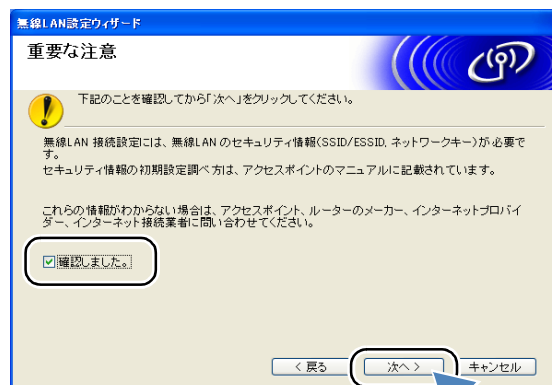 無線LAN設定ウィザード
重要な注意
下記のことを確認してから「次へ」をクリックしてください。
無線LAN 接続設定には、無線LAN のセキュリティ情報(SSID/ESSID, ネットワークキー)が必要で
す。
セキュリティ情報の初期設定調べ方は、アクセスポイントのマニュアルに記載されています。
これらの情報がわからない場合は、アクセスポイント、ルーターのメーカー、インターネットプロバイ
ダー、インターネット接続業者に問い合わせてください。
確認しました。
< 戻る
次へ >
キャンセル